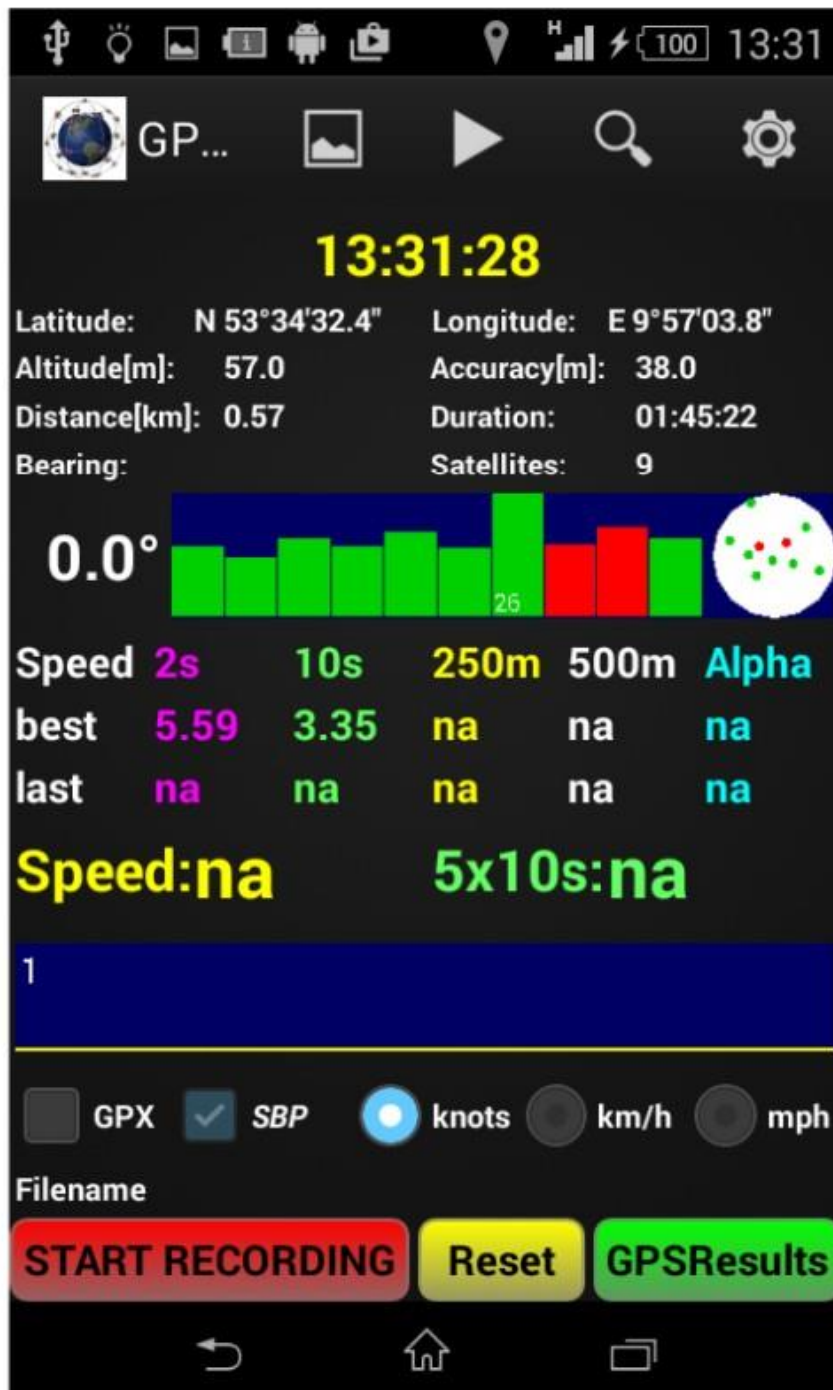 H 100 13:31
GP...
13:31:28
Latitude: N 53°34'32.4" Longitude: E 9°57'03.8"
Altitude[m]: 57.0 Accuracy[m]: 38.0
Distance[km]: 0.57 Duration: 01:45:22
Bearing: Satellites: 9
0.0°
26
Speed 2s 10s 250m 500m Alpha
best 5.59 3.35 na na na
last na na na na na
Speed:na 5x10s:na
1
GPX SBP knots km/h mph
Filename
START RECORDING Reset GPSResults